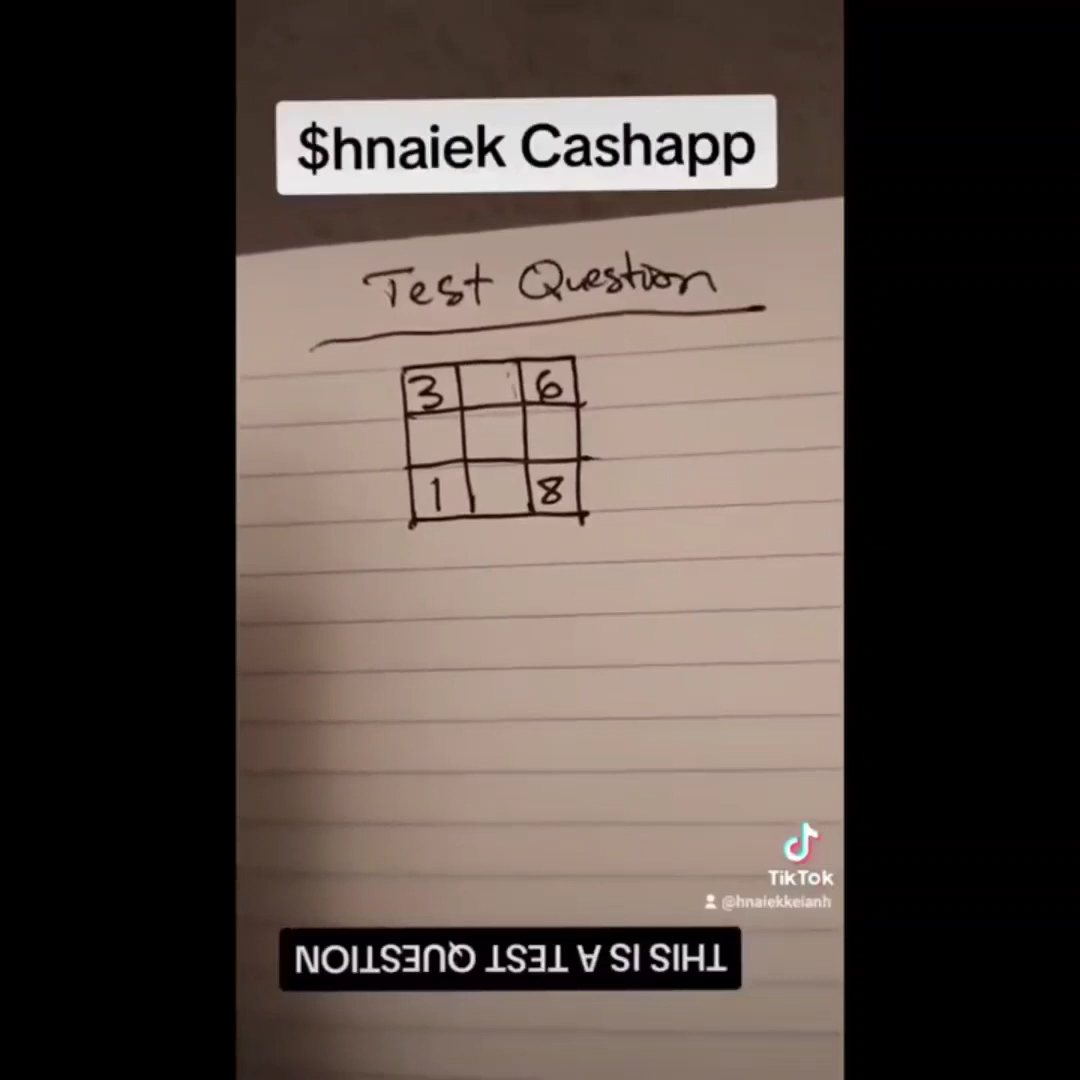 $hnaiek Cashapp
Test Question
3 6
1 8
TikTok
@hnaiekkeianh
THIS IS A TEST QUESTION